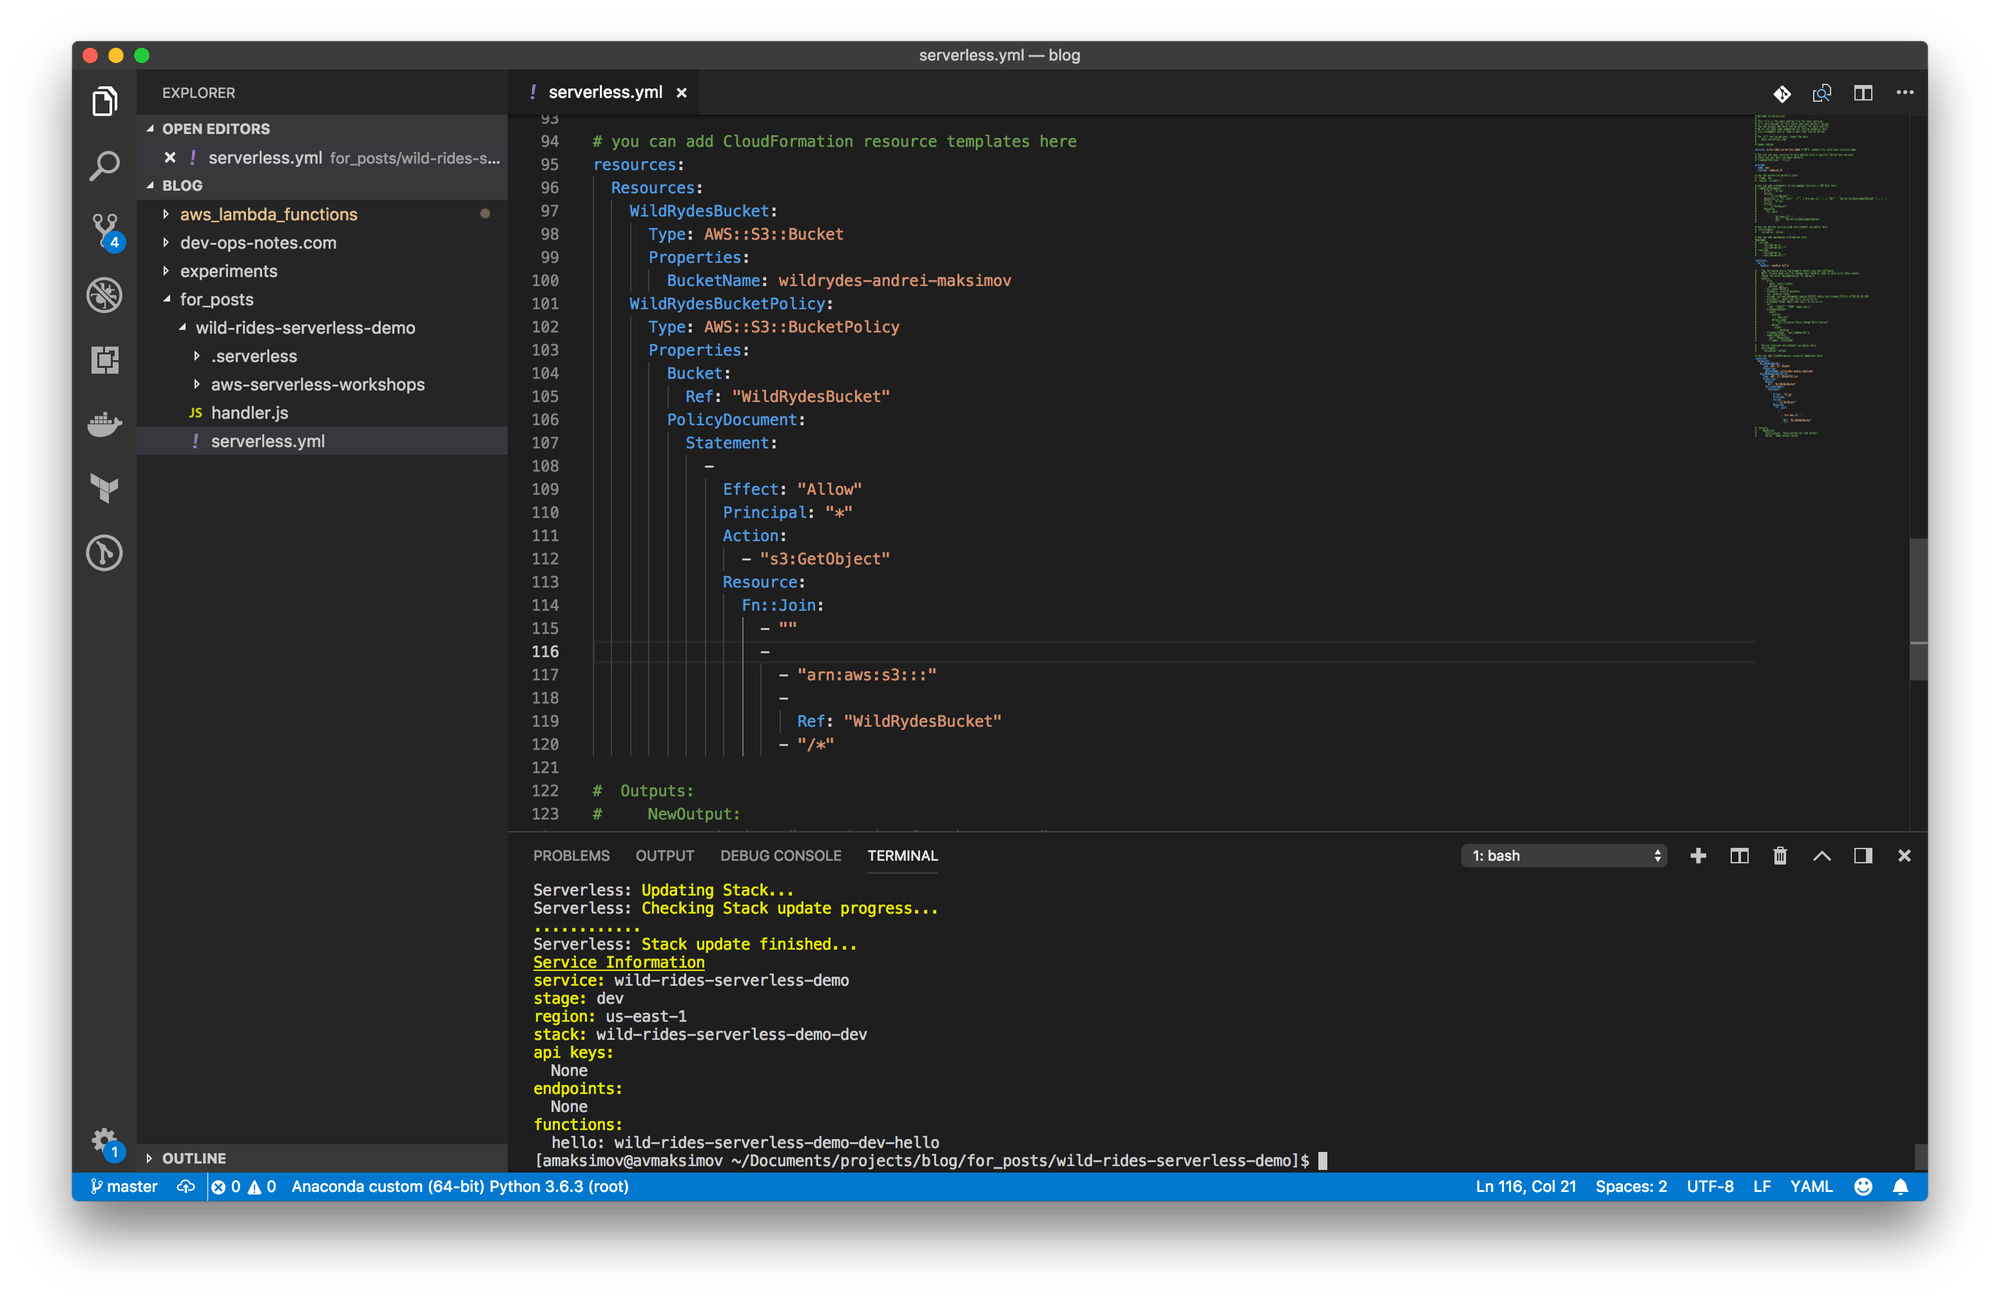 serverless.yml — blog
EXPLORER
OPEN EDITORS
serverless.yml for_posts/wild-rides-s...
BLOG
aws_lambda_functions
dev-ops-notes.com
experiments
for_posts
wild-rides-serverless-demo
.serverless
aws-serverless-workshops
JS handler.js
! serverless.yml
OUTLINE
4
1
! serverless.yml
93
94 # you can add CloudFormation resource templates here
95 resources:
96 Resources:
97 WildRydesBucket:
98 Type: AWS::S3::Bucket
99 Properties:
100 BucketName: wildrydes-andrei-maksimov
101 WildRydesBucketPolicy:
102 Type: AWS::S3::BucketPolicy
103 Properties:
104 Bucket:
105 Ref: "WildRydesBucket"
106 PolicyDocument:
107 Statement:
108 -
109 Effect: "Allow"
110 Principal: "*"
111 Action:
112 - "s3:GetObject"
113 Resource:
114 Fn::Join:
115 - ""
116 -
117 - "arn:aws:s3:::"
118 -
119 Ref: "WildRydesBucket"
120 - "/*"
121
122 # Outputs:
123 # NewOutput:
PROBLEMS OUTPUT DEBUG CONSOLE TERMINAL 1: bash
Serverless: Updating Stack...
Serverless: Checking Stack update progress...
............
Serverless: Stack update finished...
Service Information
service: wild-rides-serverless-demo
stage: dev
region: us-east-1
stack: wild-rides-serverless-demo-dev
api keys:
None
endpoints:
None
functions:
hello: wild-rides-serverless-demo-dev-hello
[amaksimov@avmaksimov ~/Documents/projects/blog/for_posts/wild-rides-serverless-demo]$
master 0 0 Anaconda custom (64-bit) Python 3.6.3 (root) Ln 116, Col 21 Spaces: 2 UTF-8 LF YAML